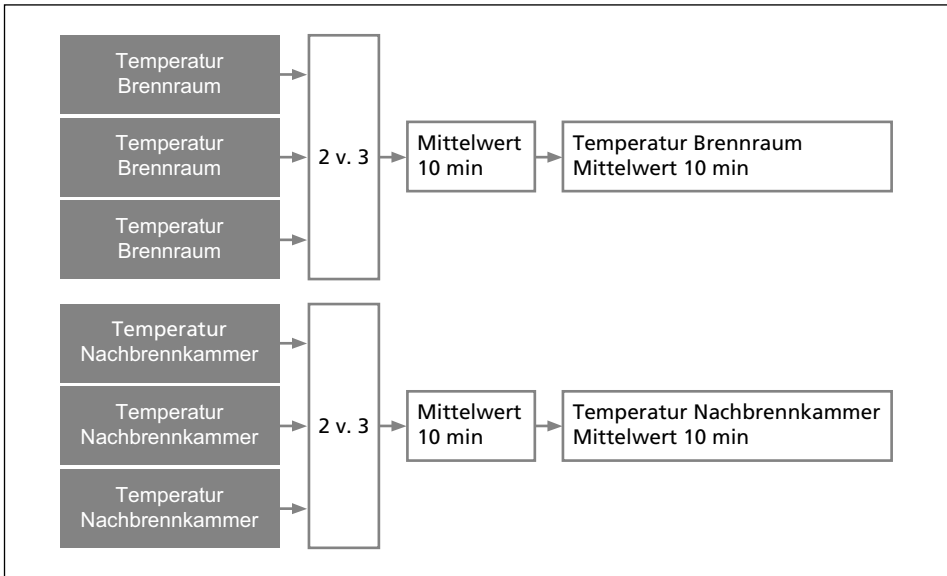 Temperatur
Brennraum
Temperatur
Brennraum
Temperatur
Brennraum
2 v. 3
Mittelwert
10 min
Temperatur Brennraum
Mittelwert 10 min
Temperatur
Nachbrennkammer
Temperatur
Nachbrennkammer
Temperatur
Nachbrennkammer
2 v. 3
Mittelwert
10 min
Temperatur Nachbrennkammer
Mittelwert 10 min